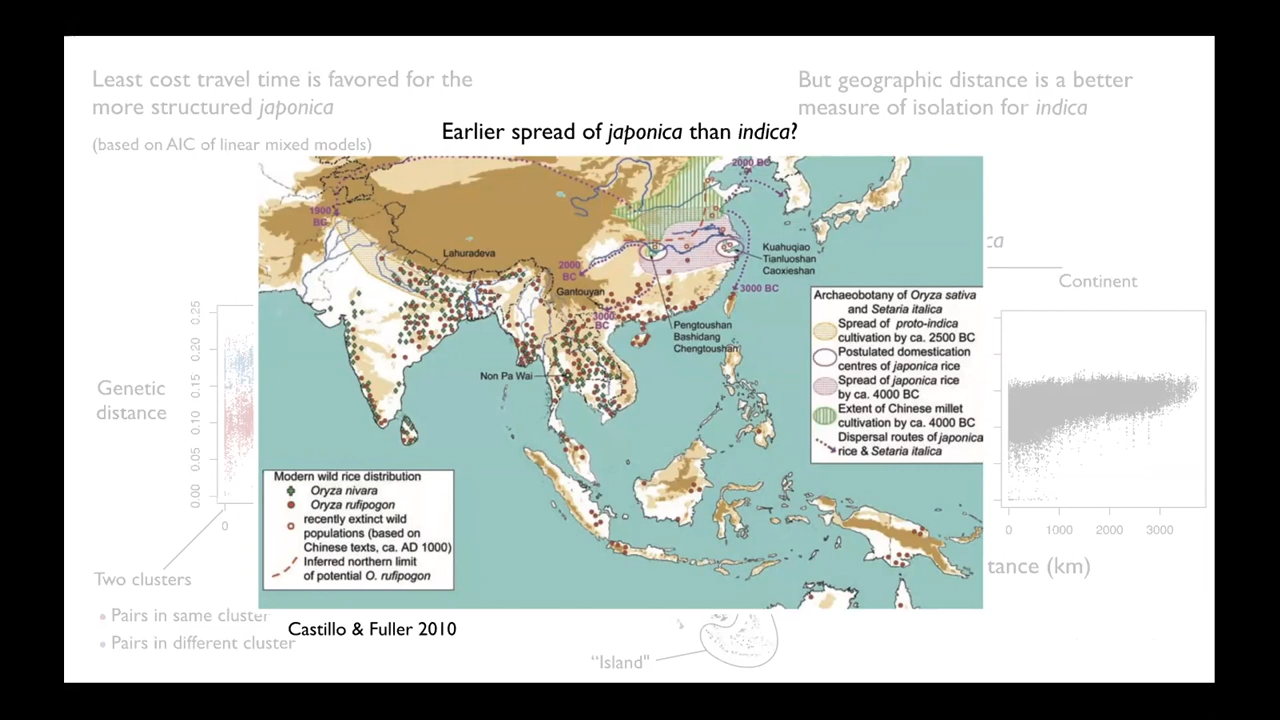 Least cost travel time is favored for the
more structured japonica
(based on AIC of linear mixed models)
But geographic distance is a better
measure of isolation for indica
Earlier spread of japonica than indica?
2000 BC
1900
BC
Lahuradeva
2000
BC
Gantouyan
3000
BC
Kuahuqiao
Tianluoshan
Caoxieshan
3000 BC
Pengtoushan
Bashidang
Chengtoushan
Non Pa Wai
Archaeobotany of Oryza sativa
and Setaria italica
Spread of proto-indica
cultivation by ca. 2500 BC
Postulated domestication
centres of japonica rice
Spread of japonica rice
by ca. 4000 BC
Extent of Chinese millet
cultivation by ca. 4000 BC
Dispersal routes of japonica
rice & Setaria italica
Modern wild rice distribution
Oryza nivara
Oryza rufipogon
recently extinct wild
populations (based on
Chinese texts, ca. AD 1000)
Inferred northern limit
of potential O. rufipogon
Castillo & Fuller 2010
Genetic
distance
0.25
0.20
0.15
0.10
0.05
0.00
0
Two clusters
• Pairs in same cluster
• Pairs in different cluster
"Island"
ca
Continent
0
1000
2000
3000
tance (km)